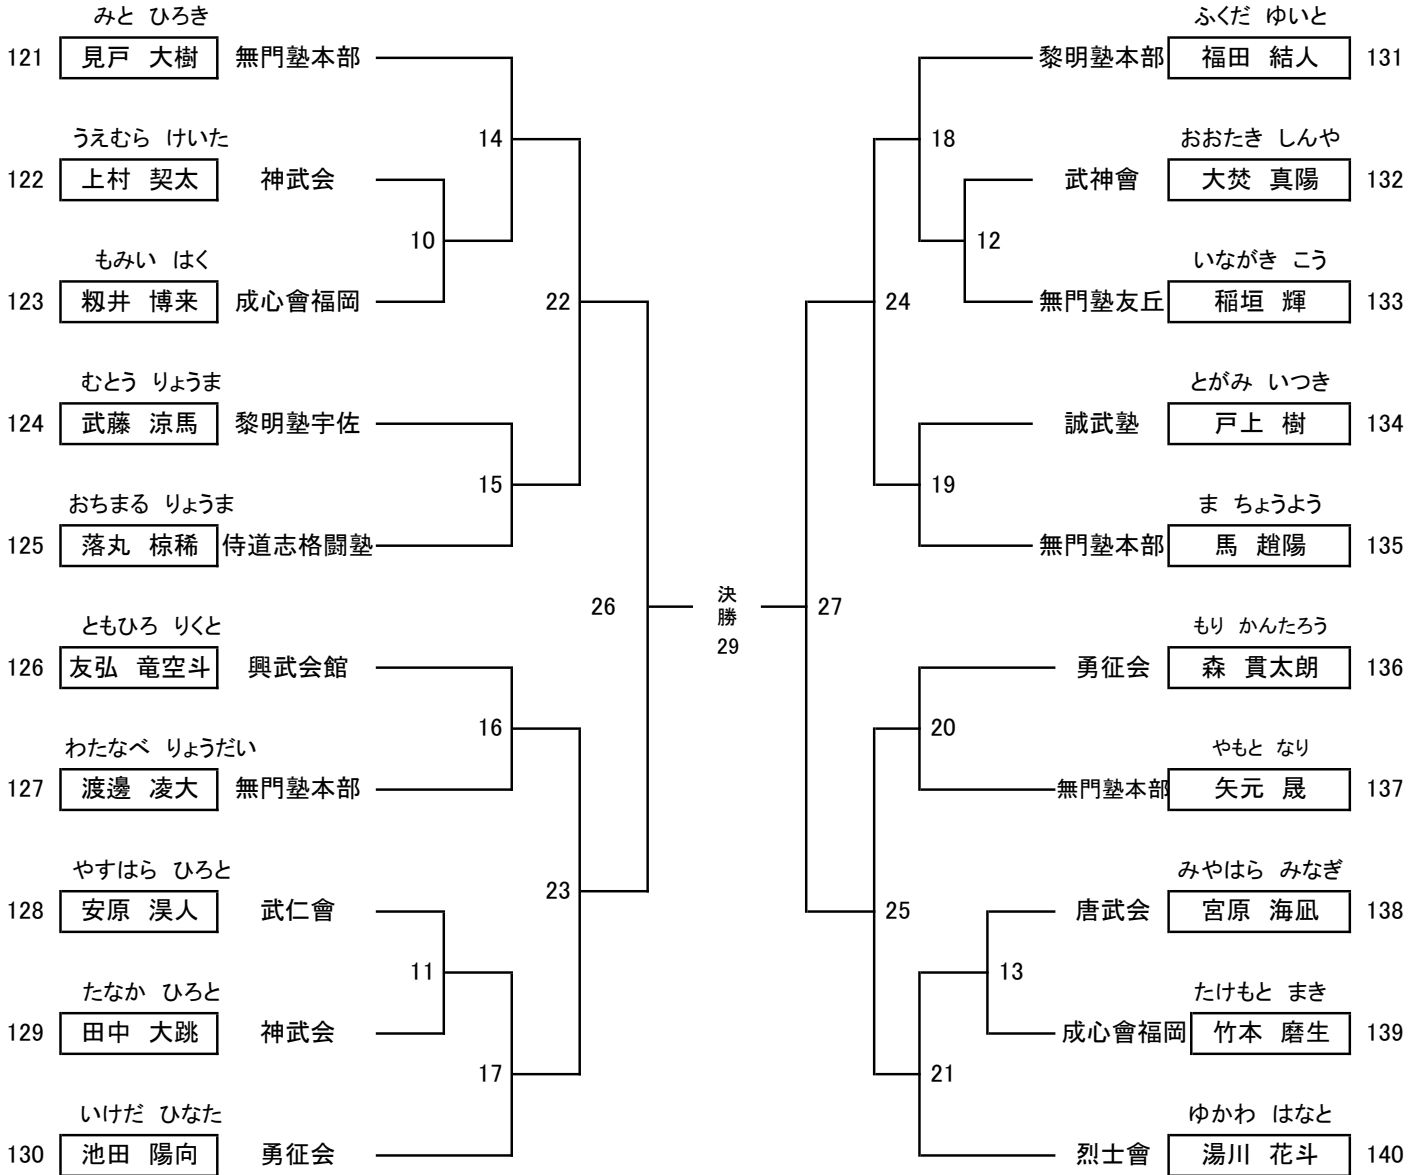 みと ひろき
121 見戸 大樹 無門塾本部
うえむら けいた
14
122 上村 契太 神武会
10
もみい はく
123 籾井 博来 成心會福岡
22
むとう りょうま
124 武藤 涼馬 黎明塾宇佐
15
おちまる りょうま
125 落丸 椋稀 侍道志格闘塾
26
ともひろ りくと
126 友弘 竜空斗 興武会館
16
わたなべ りょうだい
127 渡邊 凌大 無門塾本部
やすはら ひろと
23
128 安原 淏人 武仁會
11
たなか ひろと
129 田中 大跳 神武会
17
いけだ ひなた
130 池田 陽向 勇征会
決
勝
29
ふくだ ゆいと
黎明塾本部 福田 結人 131
18
おおたき しんや
武神會 大焚 真陽 132
12
いながき こう
24
無門塾友丘 稲垣 輝 133
とがみ いつき
誠武塾 戸上 樹 134
19
ま ちょうよう
無門塾本部 馬 趙陽 135
27
もり かんたろう
勇征会 森 貫太朗 136
20
やもと なり
無門塾本部 矢元 晟 137
みやはら みなぎ
25
唐武会 宮原 海凪 138
13
たけもと まき
成心會福岡 竹本 磨生 139
21
ゆかわ はなと
烈士會 湯川 花斗 140